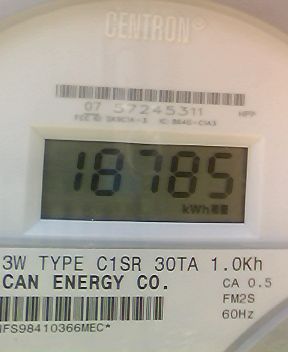 CENTRON®
07 57245311
18785
kWh
3W TYPE C1SR 30TA 1.0Kh
CAN ENERGY CO.
CA 0.5
FM2S
60Hz
IFS98410366MEC*